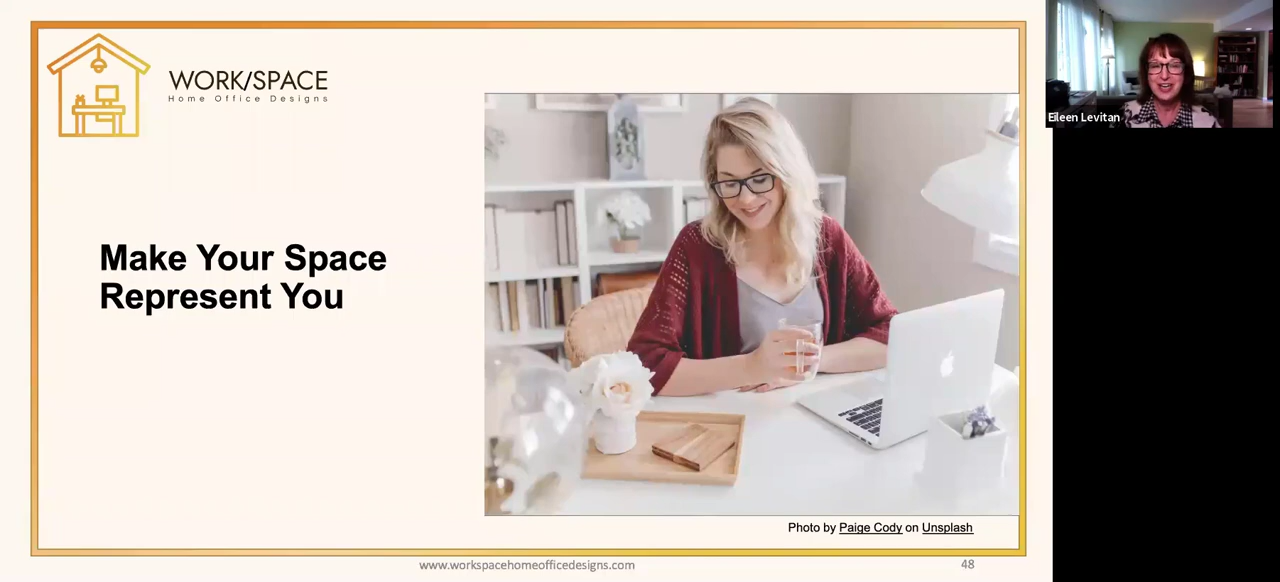 WORK/SPACE
Home Office Designs
Eileen Levitan
Make Your Space
Represent You
Photo by Paige Cody on Unsplash
www.workspacehomeofficedesigns.com
48